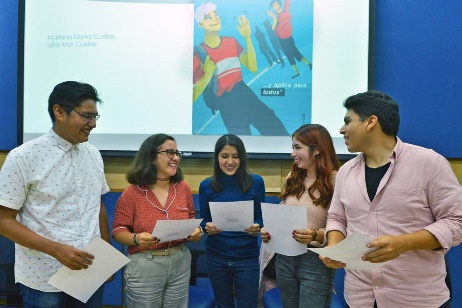 Mariana López Cuellar,
alias Mar Cuellar
aplica para
todos"